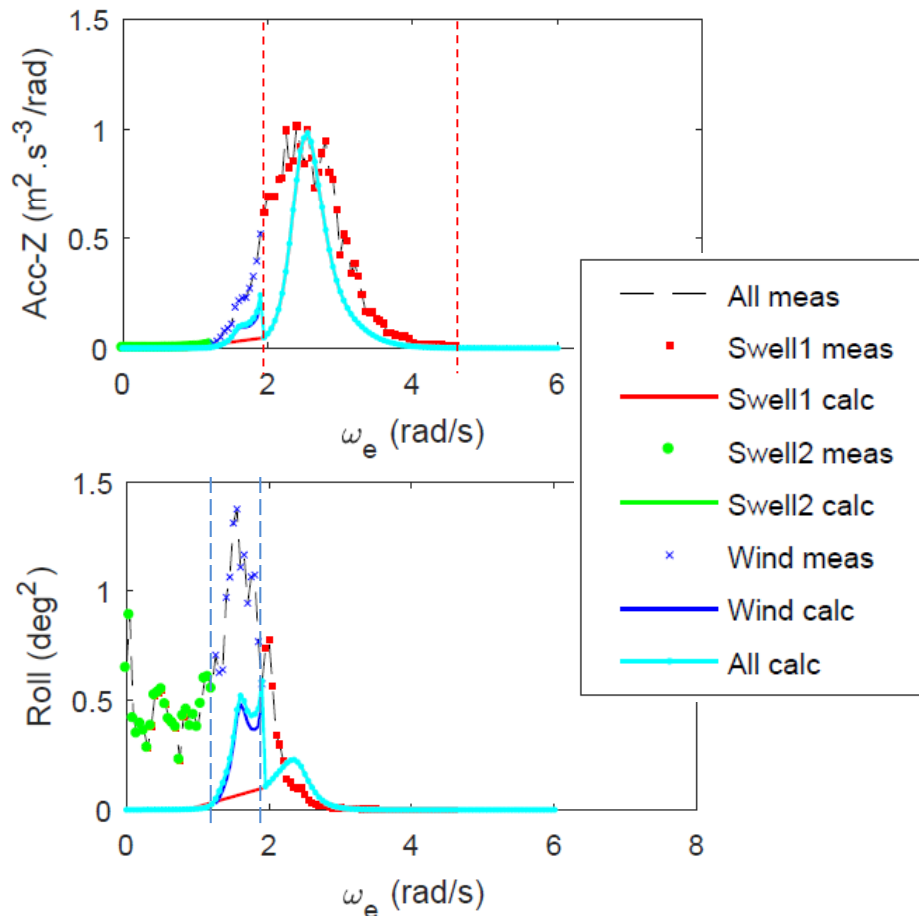 1.5
1
0.5
0
Acc-Z (m².s⁻³/rad)
0 2 4 6
ωe (rad/s)
All meas
Swell1 meas
Swell1 calc
Swell2 meas
Swell2 calc
Wind meas
Wind calc
All calc
1.5
1
0.5
0
Roll (deg²)
0 2 4 6 8
ωe (rad/s)